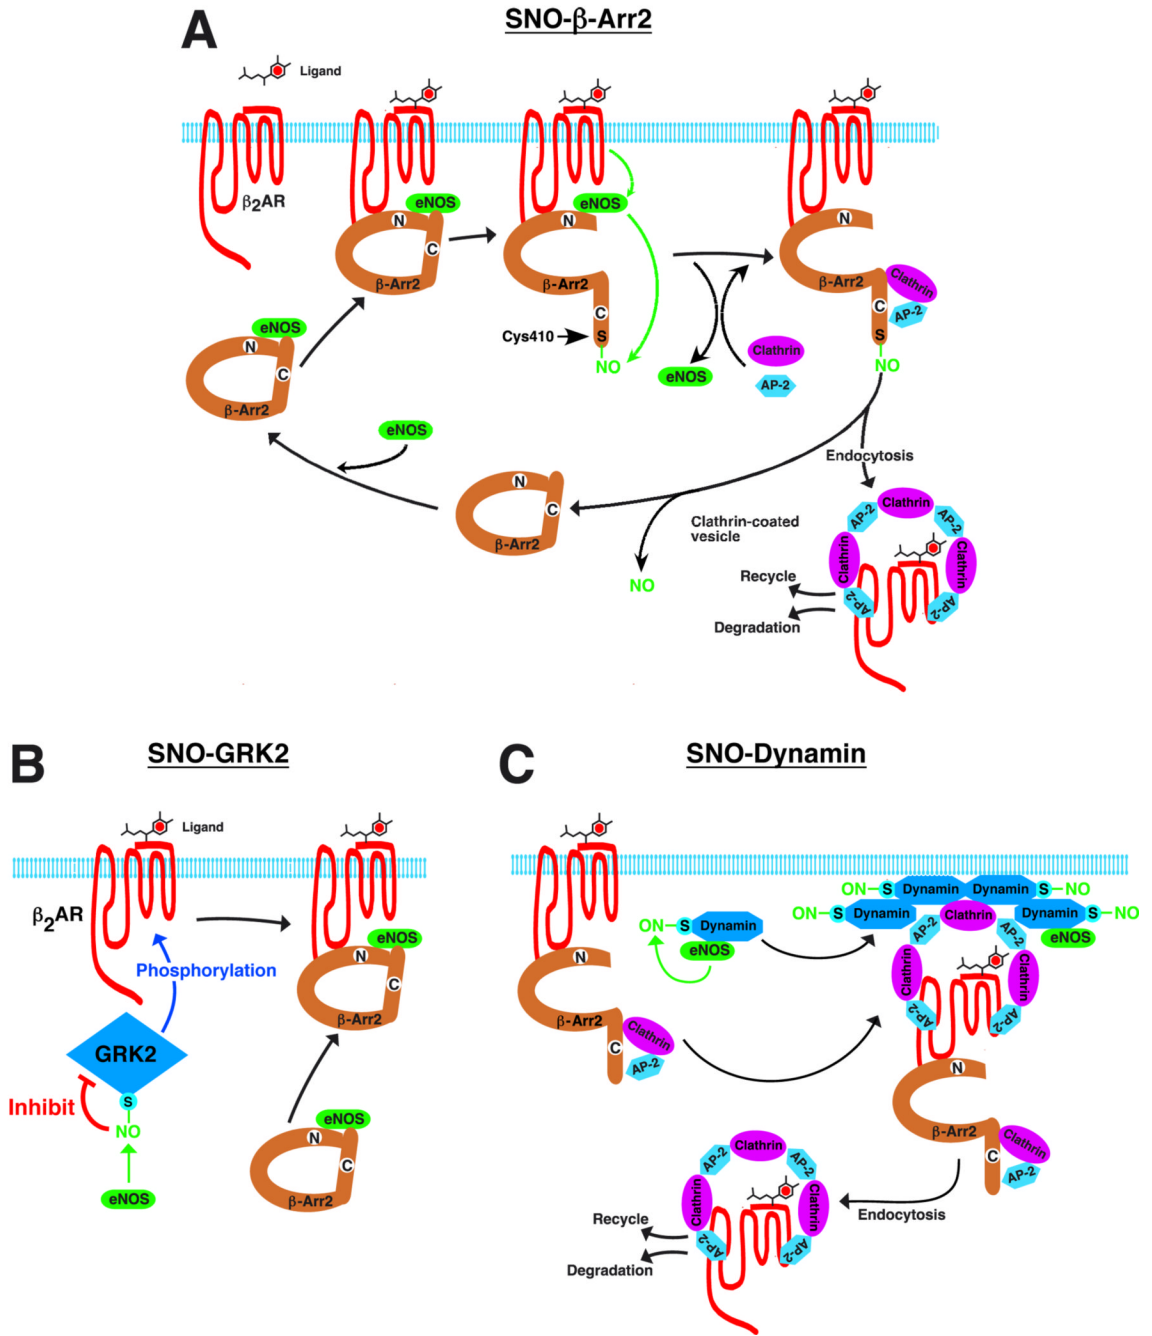 A
SNO-β-Arr2
Ligand
β2AR
eNOS
N
C
β-Arr2
eNOS
N
β-Arr2
C
S
Cys410
NO
eNOS
Clathrin
AP-2
N
β-Arr2
Clathrin
AP-2
C
S
NO
eNOS
N
C
β-Arr2
eNOS
N
C
β-Arr2
NO
Endocytosis
Clathrin-coated
vesicle
Clathrin
AP-2
AP-2
Clathrin
Clathrin
AP-2
AP-2
Recycle
Degradation
B
SNO-GRK2
Ligand
β2AR
Phosphorylation
GRK2
S
NO
Inhibit
eNOS
eNOS
N
C
β-Arr2
eNOS
N
C
β-Arr2
C
SNO-Dynamin
N
β-Arr2
C
Clathrin
AP-2
ON
S
Dynamin
eNOS
ON
S
Dynamin
Dynamin
S
NO
ON
S
Dynamin
Clathrin
Dynamin
S
NO
eNOS
AP-2
AP-2
Clathrin
Clathrin
AP-2
AP-2
N
β-Arr2
C
Clathrin
AP-2
Endocytosis
Clathrin
AP-2
AP-2
Clathrin
Clathrin
AP-2
AP-2
Recycle
Degradation